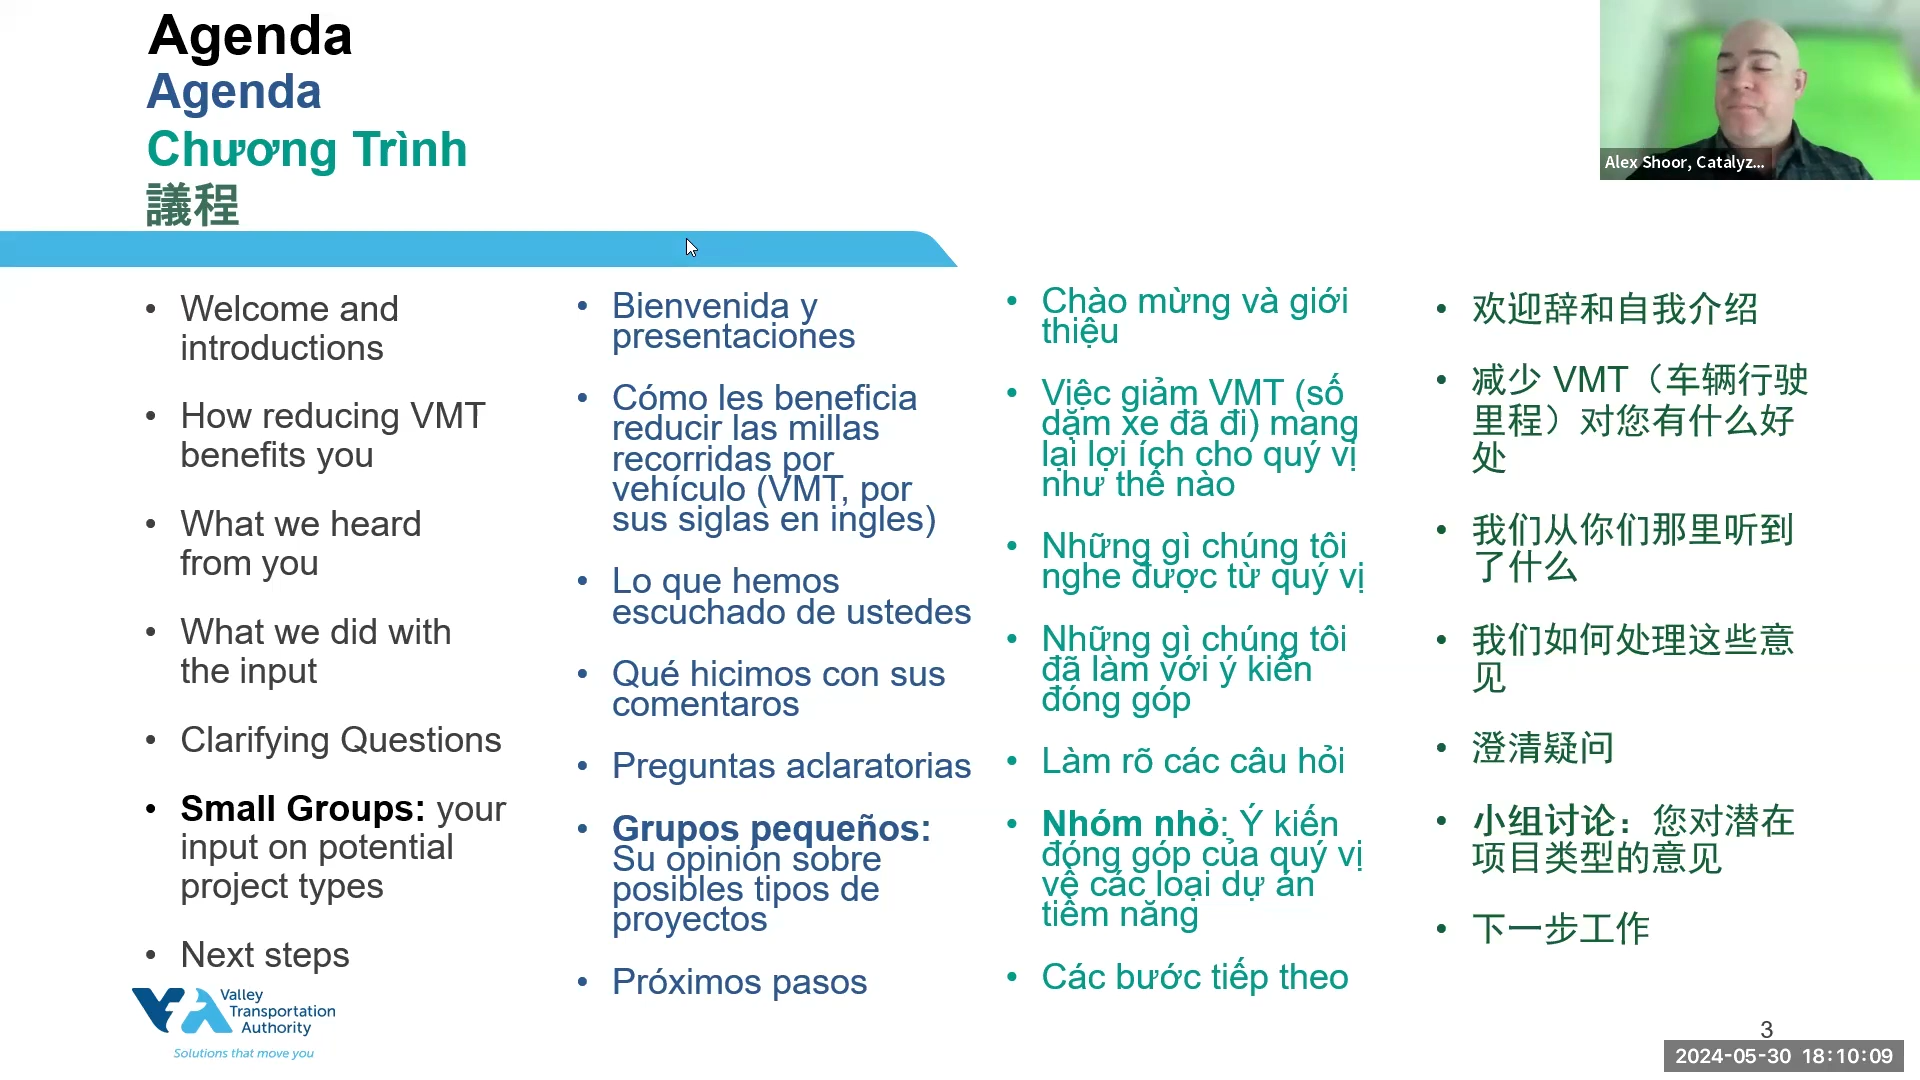 Agenda
Agenda
Chương Trình
議程
Alex Shoor, Catalyz...
• Welcome and
introductions
• How reducing VMT
benefits you
• What we heard
from you
• What we did with
the input
• Clarifying Questions
• Small Groups: your
input on potential
project types
• Next steps
• Bienvenida y
presentaciones
• Cómo les beneficia
reducir las millas
recorridas por
vehículo (VMT, por
sus siglas en ingles)
• Lo que hemos
escuchado de ustedes
• Qué hicimos con sus
comentaros
• Preguntas aclaratorias
• Grupos pequeños:
Su opinión sobre
posibles tipos de
proyectos
• Próximos pasos
• Chào mừng và giới
thiệu
• Việc giảm VMT (số
dặm xe đã đi) mang
lại lợi ích cho quý vị
như thế nào
• Những gì chúng tôi
nghe được từ quý vị
• Những gì chúng tôi
đã làm với ý kiến
đóng góp
• Làm rõ các câu hỏi
• Nhóm nhỏ: Ý kiến
đóng góp của quý vị
về các loại dự án
tiềm năng
• Các bước tiếp theo
• 欢迎辞和自我介绍
• 减少 VMT（车辆行驶
里程）对您有什么好
处
• 我们从你们那里听到
了什么
• 我们如何处理这些意
见
• 澄清疑问
• 小组讨论：您对潜在
项目类型的意见
• 下一步工作
VTA
Valley
Transportation
Authority
Solutions that move you
3
2024-05-30 18:10:09